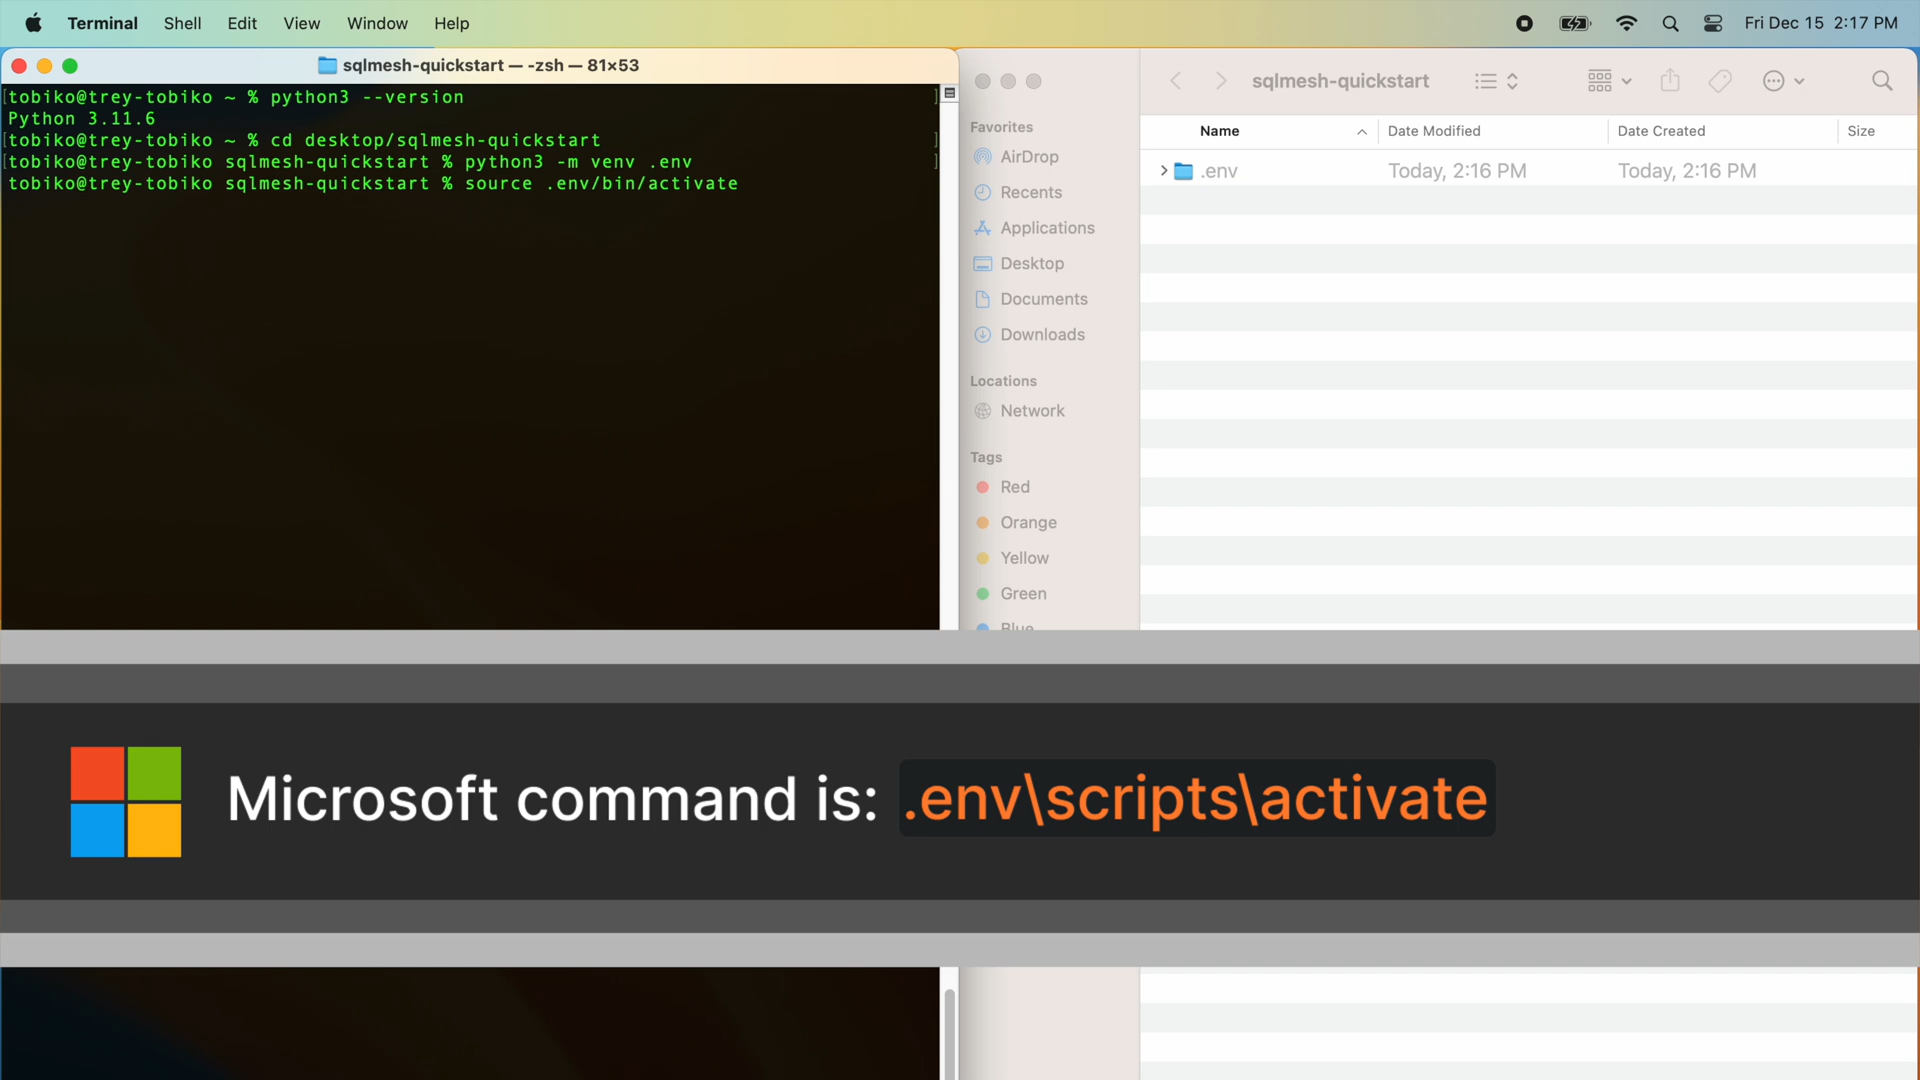 Terminal Shell Edit View Window Help Fri Dec 15 2:17 PM
sqlmesh-quickstart — -zsh — 81×53
[tobiko@trey-tobiko ~ % python3 --version ]
Python 3.11.6
[tobiko@trey-tobiko ~ % cd desktop/sqlmesh-quickstart ]
[tobiko@trey-tobiko sqlmesh-quickstart % python3 -m venv .env ]
tobiko@trey-tobiko sqlmesh-quickstart % source .env/bin/activate
sqlmesh-quickstart
Favorites
AirDrop
Recents
Applications
Desktop
Documents
Downloads
Locations
Network
Tags
Red
Orange
Yellow
Green
Blue
Name Date Modified Date Created Size
.env Today, 2:16 PM Today, 2:16 PM
Microsoft command is: .env\scripts\activate